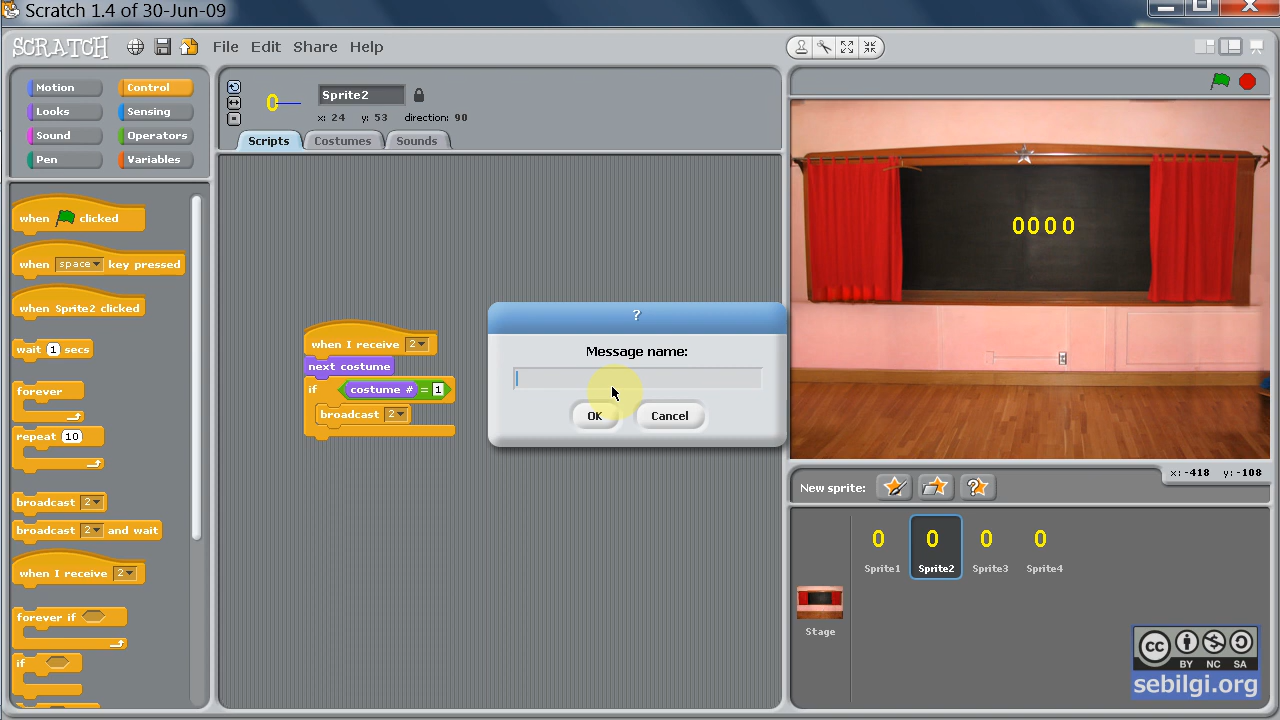 Scratch 1.4 of 30-Jun-09
SCRATCH File Edit Share Help
Motion Control
Looks Sensing
Sound Operators
Pen Variables
when clicked
when space key pressed
when Sprite2 clicked
wait 1 secs
forever
repeat 10
broadcast 2
broadcast 2 and wait
when I receive 2
forever if
if
0
Sprite2
x: 24 y: 53 direction: 90
Scripts Costumes Sounds
when I receive 2
next costume
if costume # = 1
broadcast 2
?
Message name:
OK Cancel
0000
x: -418 y: -108
New sprite: ?
0 0 0 0
Sprite1 Sprite2 Sprite3 Sprite4
Stage
cc
BY NC SA
sebilgi.org